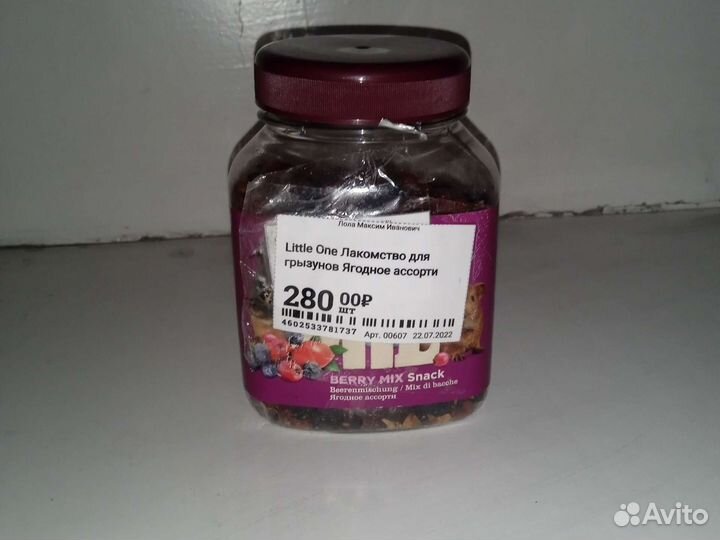 Лола Максим Иванович
Little One Лакомство для
грызунов Ягодное ассорти
280 00₽
шт
4602533781737 Арт. 00607 22.07.2022
BERRY MIX Snack
Beerenmischung / Mix di bacche
Ягодное ассорти
Avito